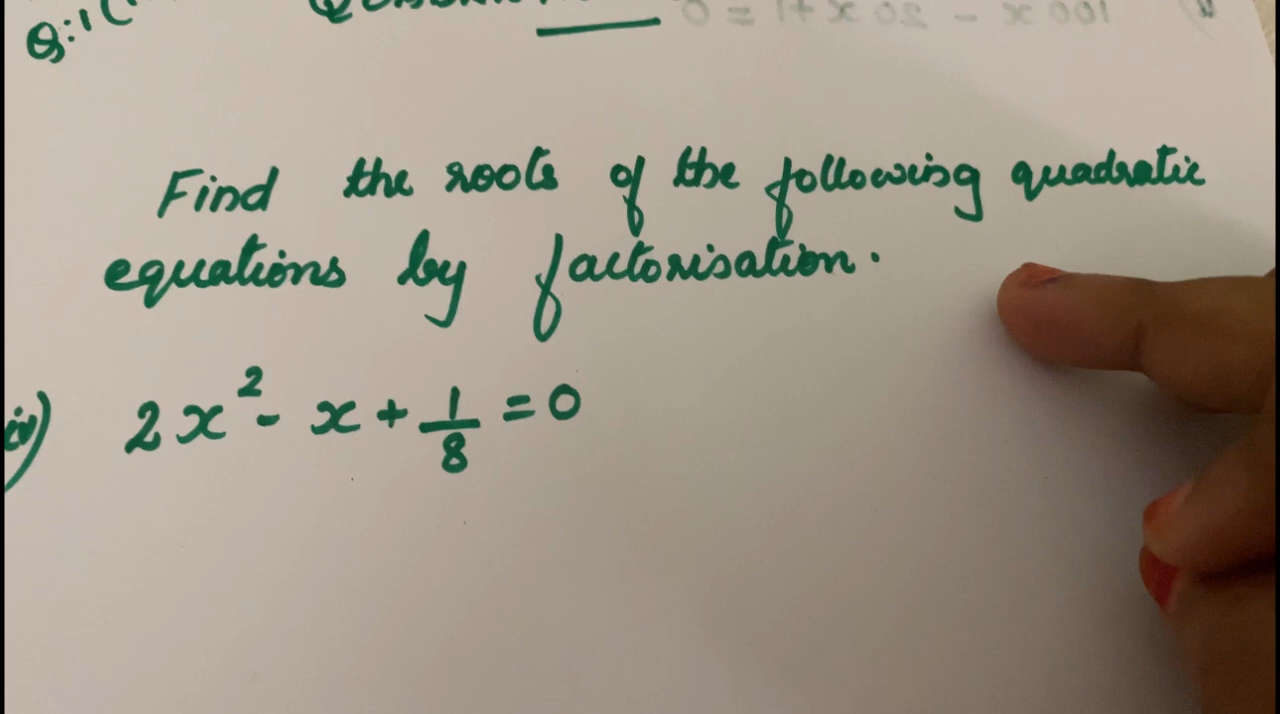 Q:1(
Find the roots of the following quadratic
equations by factorisation.
iv) 2x² - x + 1/8 = 0